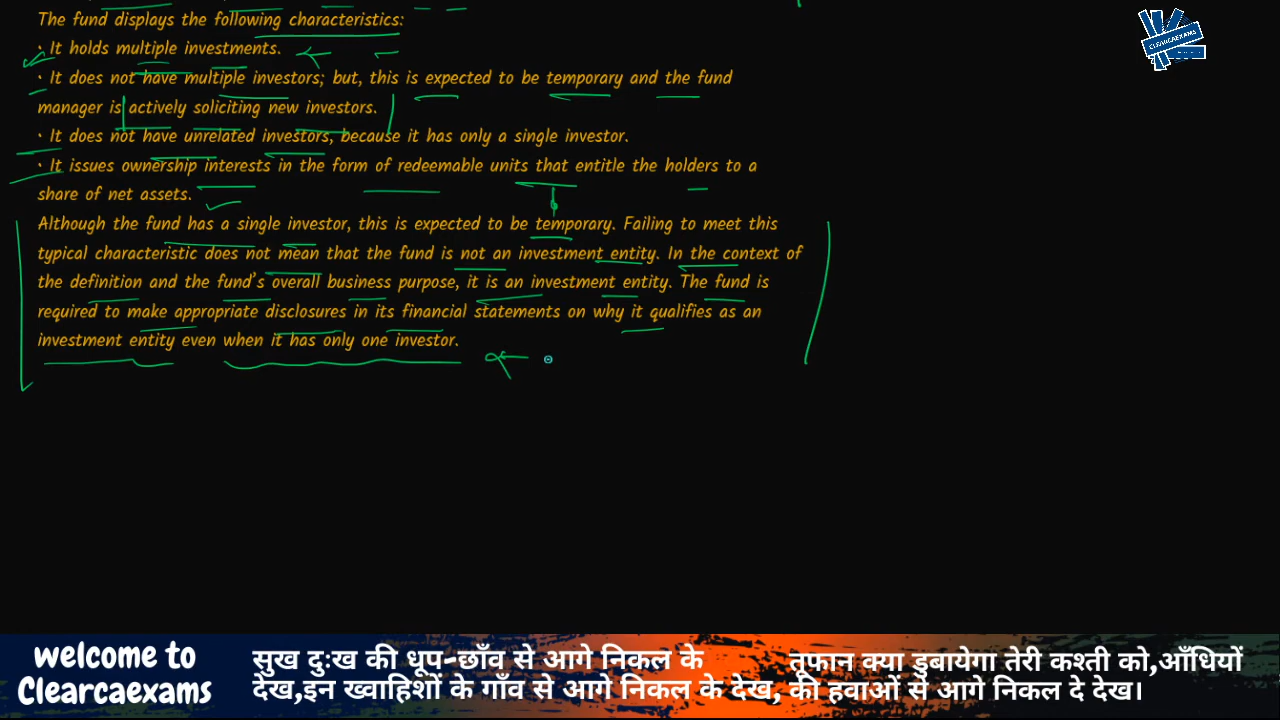 The fund displays the following characteristics:
· It holds multiple investments.
· It does not have multiple investors; but, this is expected to be temporary and the fund
manager is actively soliciting new investors.
· It does not have unrelated investors, because it has only a single investor.
· It issues ownership interests in the form of redeemable units that entitle the holders to a
share of net assets.
Although the fund has a single investor, this is expected to be temporary. Failing to meet this
typical characteristic does not mean that the fund is not an investment entity. In the context of
the definition and the fund's overall business purpose, it is an investment entity. The fund is
required to make appropriate disclosures in its financial statements on why it qualifies as an
investment entity even when it has only one investor.
CLEARCAEXAMS
welcome to
Clearcaexams
सुख दुःख की धूप-छाँव से आगे निकल के
देख,इन ख्वाहिशों के गाँव से आगे निकल के देख,
तूफान क्या डुबायेगा तेरी कश्ती को,आँधियों
की हवाओं से आगे निकल दे देख।